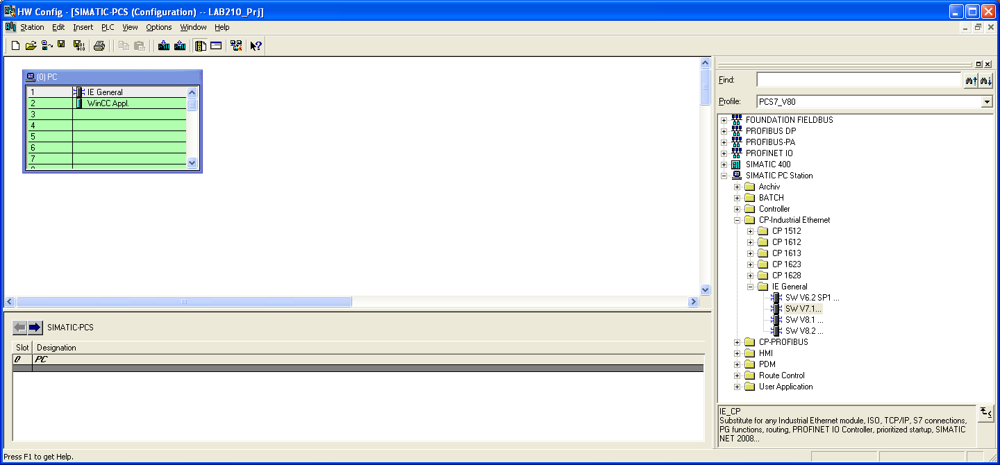 HW Config - [SIMATIC-PCS (Configuration) -- LAB210_Prj]
Station Edit Insert PLC View Options Window Help
(0) PC
1 IE General
2 WinCC Appl.
3
4
5
6
7
Find:
Profile: PCS7_V80
FOUNDATION FIELDBUS
PROFIBUS DP
PROFIBUS-PA
PROFINET IO
SIMATIC 400
SIMATIC PC Station
Archiv
BATCH
Controller
CP-Industrial Ethernet
CP 1512
CP 1612
CP 1613
CP 1623
CP 1628
IE General
SW V6.2 SP1 ...
SW V7.1...
SW V8.1 ...
SW V8.2 ...
CP-PROFIBUS
HMI
PDM
Route Control
User Application
SIMATIC-PCS
Slot Designation
0 PC
IE_CP
Substitute for any Industrial Ethernet module, ISO, TCP/IP, S7 connections,
PG functions, routing, PROFINET IO Controller, prioritized startup, SIMATIC
NET 2008...
Press F1 to get Help.